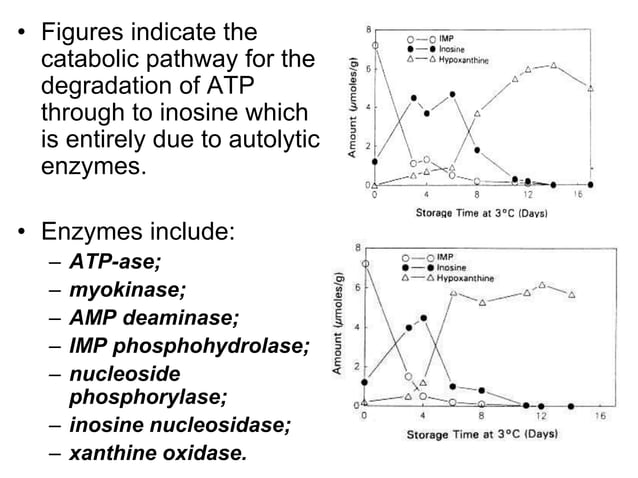 • Figures indicate the
catabolic pathway for the
degradation of ATP
through to inosine which
is entirely due to autolytic
enzymes.
• Enzymes include:
– ATP-ase;
– myokinase;
– AMP deaminase;
– IMP phosphohydrolase;
– nucleoside
phosphorylase;
– inosine nucleosidase;
– xanthine oxidase.
IMP
Inosine
Hypoxanthine
Amount (μmoles/g)
8
6
4
2
0
0 4 8 12 16
Storage Time at 3°C (Days)
IMP
Inosine
Hypoxanthine
Amount (μmoles/g)
8
6
4
2
0
0 4 8 12 16
Storage Time at 3°C (Days)